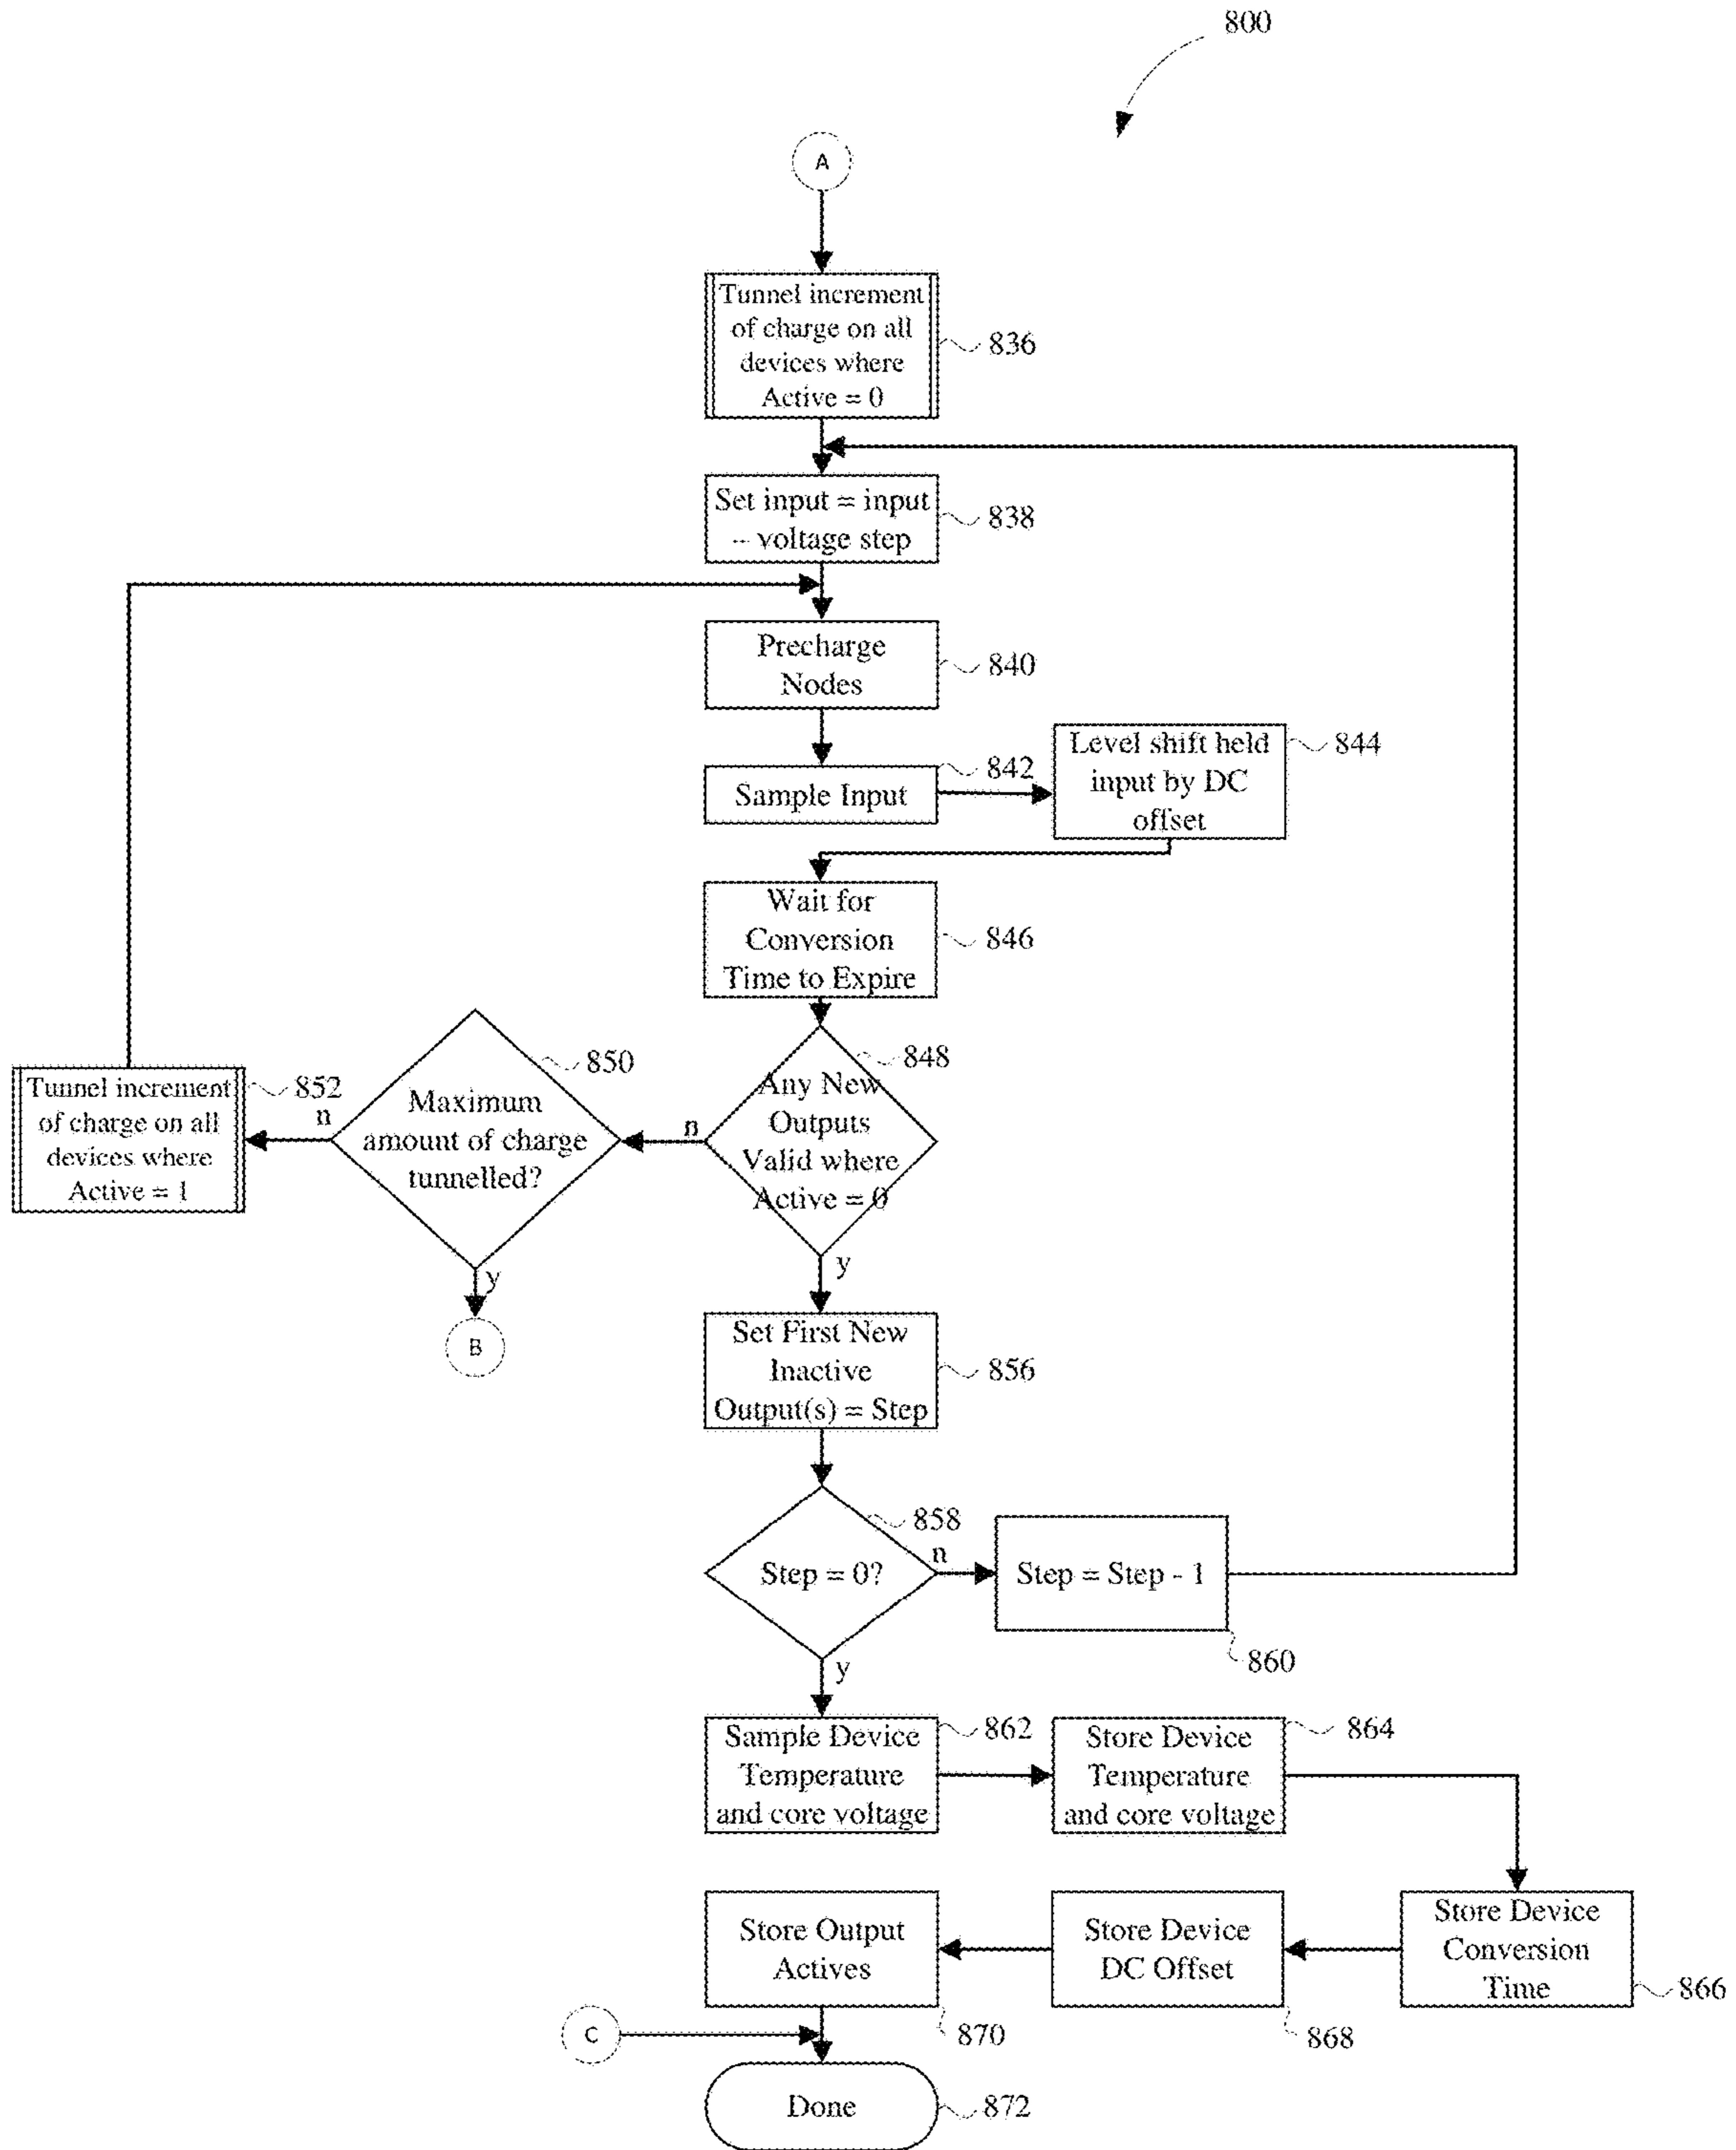 800
A
Tunnel increment
of charge on all
devices where
Active = 0
836
Set input = input
– voltage step
838
Precharge
Nodes
840
Sample Input
842
Level shift held
input by DC
offset
844
Wait for
Conversion
Time to Expire
846
Any New
Outputs
Valid where
Active = 0
848
n
y
Maximum
amount of charge
tunnelled?
850
n
y
Tunnel increment
of charge on all
devices where
Active = 1
852
B
Set First New
Inactive
Output(s) = Step
856
Step = 0?
858
n
y
Step = Step - 1
860
Sample Device
Temperature
and core voltage
862
Store Device
Temperature
and core voltage
864
Store Device
Conversion
Time
866
Store Device
DC Offset
868
Store Output
Actives
870
C
Done
872